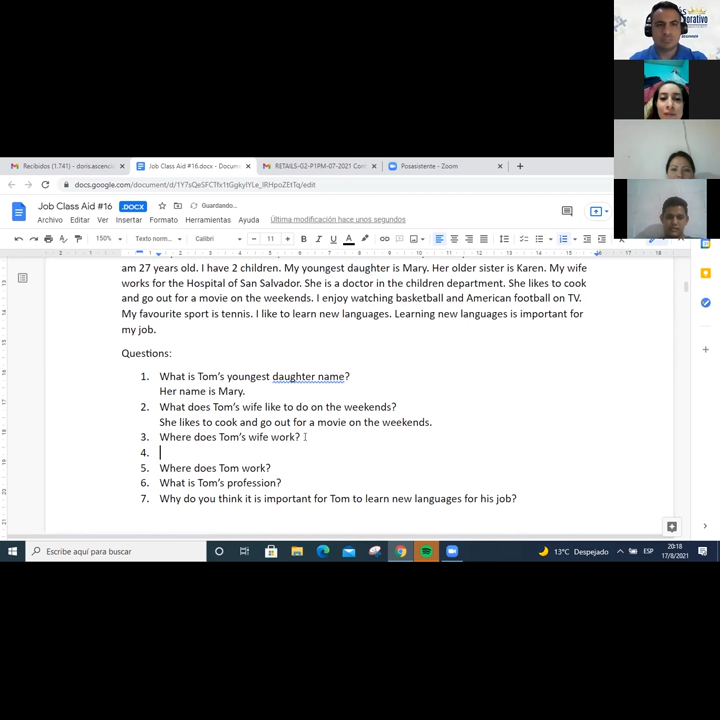 orativo
BEGINNER
Recibidos (1.741) - doris.ascenci
Job Class Aid #16.docx - Docum
RETAILS-G2-P1PM-07-2021 Con
Posasistente - Zoom
docs.google.com/document/d/1Y7sQeSFCTfx1tGgkyIYLe_lRHpoZEtTq/edit
Job Class Aid #16 .DOCX Guardando...
Archivo Editar Ver Insertar Formato Herramientas Ayuda Última modificación hace unos segundos
150% Texto norm... Calibri 11
am 27 years old. I have 2 children. My youngest daughter is Mary. Her older sister is Karen. My wife
works for the Hospital of San Salvador. She is a doctor in the children department. She likes to cook
and go out for a movie on the weekends. I enjoy watching basketball and American football on TV.
My favourite sport is tennis. I like to learn new languages. Learning new languages is important for
my job.
Questions:
1. What is Tom's youngest daughter name?
Her name is Mary.
2. What does Tom's wife like to do on the weekends?
She likes to cook and go out for a movie on the weekends.
3. Where does Tom's wife work?
4.
5. Where does Tom work?
6. What is Tom's profession?
7. Why do you think it is important for Tom to learn new languages for his job?
Escribe aquí para buscar
13°C Despejado
ESP
20:18
17/8/2021